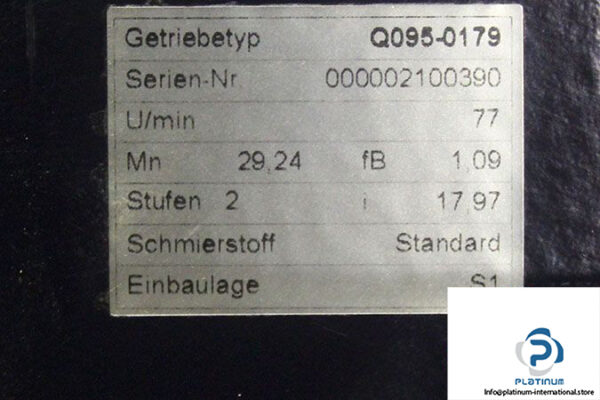 Getriebetyp Q095-0179
Serien-Nr 000002100390
U/min 77
Mn 29,24 fB 1,09
Stufen 2 i 17,97
Schmierstoff Standard
Einbaulage S1
PLATINUM
Info@platinum-international.store